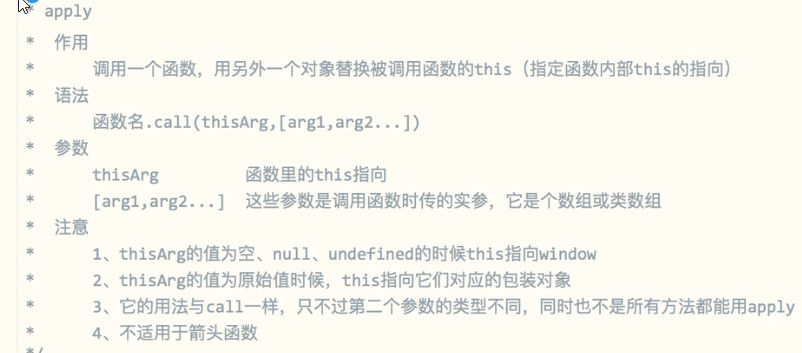 * apply
* 作用
* 调用一个函数，用另外一个对象替换被调用函数的this（指定函数内部this的指向）
* 语法
* 函数名.call(thisArg,[arg1,arg2...])
* 参数
* thisArg 函数里的this指向
* [arg1,arg2...] 这些参数是调用函数时传的实参，它是个数组或类数组
* 注意
* 1、thisArg的值为空、null、undefined的时候this指向window
* 2、thisArg的值为原始值时候，this指向它们对应的包装对象
* 3、它的用法与call一样，只不过第二个参数的类型不同，同时也不是所有方法都能用apply
* 4、不适用于箭头函数
*/